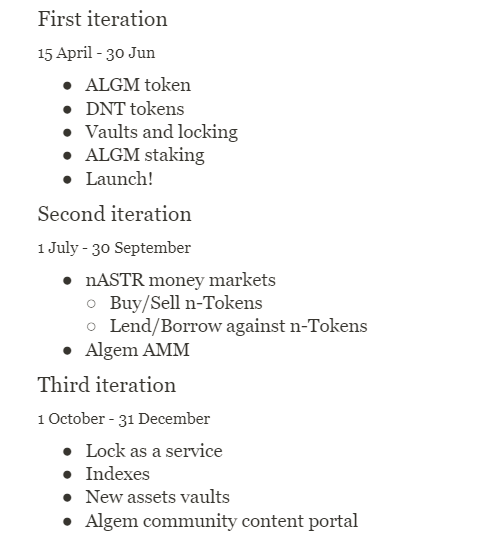 First iteration
15 April - 30 Jun
● ALGM token
● DNT tokens
● Vaults and locking
● ALGM staking
● Launch!
Second iteration
1 July - 30 September
● nASTR money markets
○ Buy/Sell n-Tokens
○ Lend/Borrow against n-Tokens
● Algem AMM
Third iteration
1 October - 31 December
● Lock as a service
● Indexes
● New assets vaults
● Algem community content portal